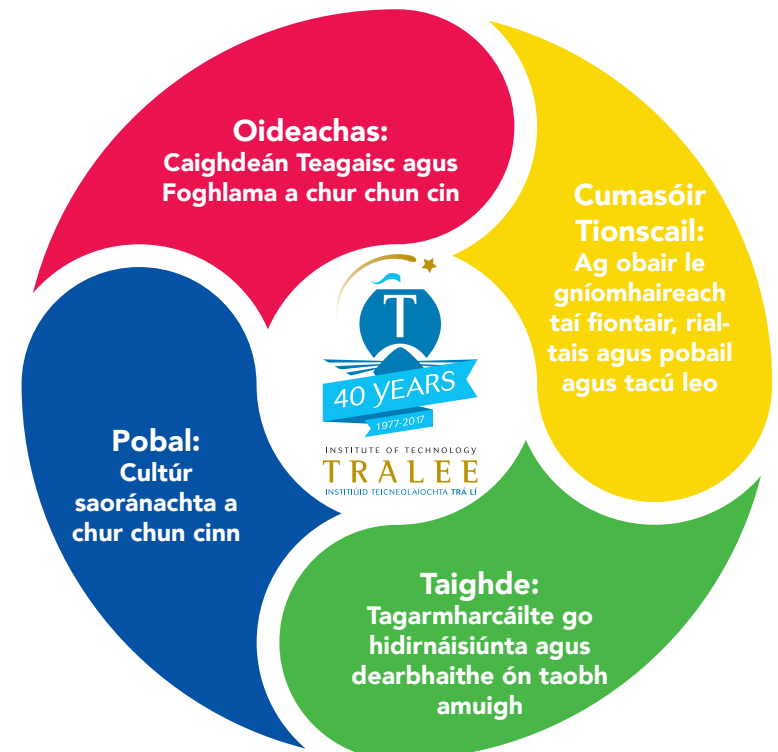 Oideachas:
Caighdeán Teagaisc agus
Foghlama a chur chun cin
Cumasóir
Tionscail:
Ag obair le
gníomhaireach
taí fiontair, rial-
tais agus pobail
agus tacú leo
T
40 YEARS
1977-2017
INSTITUTE OF TECHNOLOGY
TRALEE
INSTITIÚID TEICNEOLAÍOCHTA TRÁ LÍ
Pobal:
Cultúr
saoránachta a
chur chun cinn
Taighde:
Tagarmharcáilte go
hidirnáisiúnta agus
dearbhaithe ón taobh
amuigh